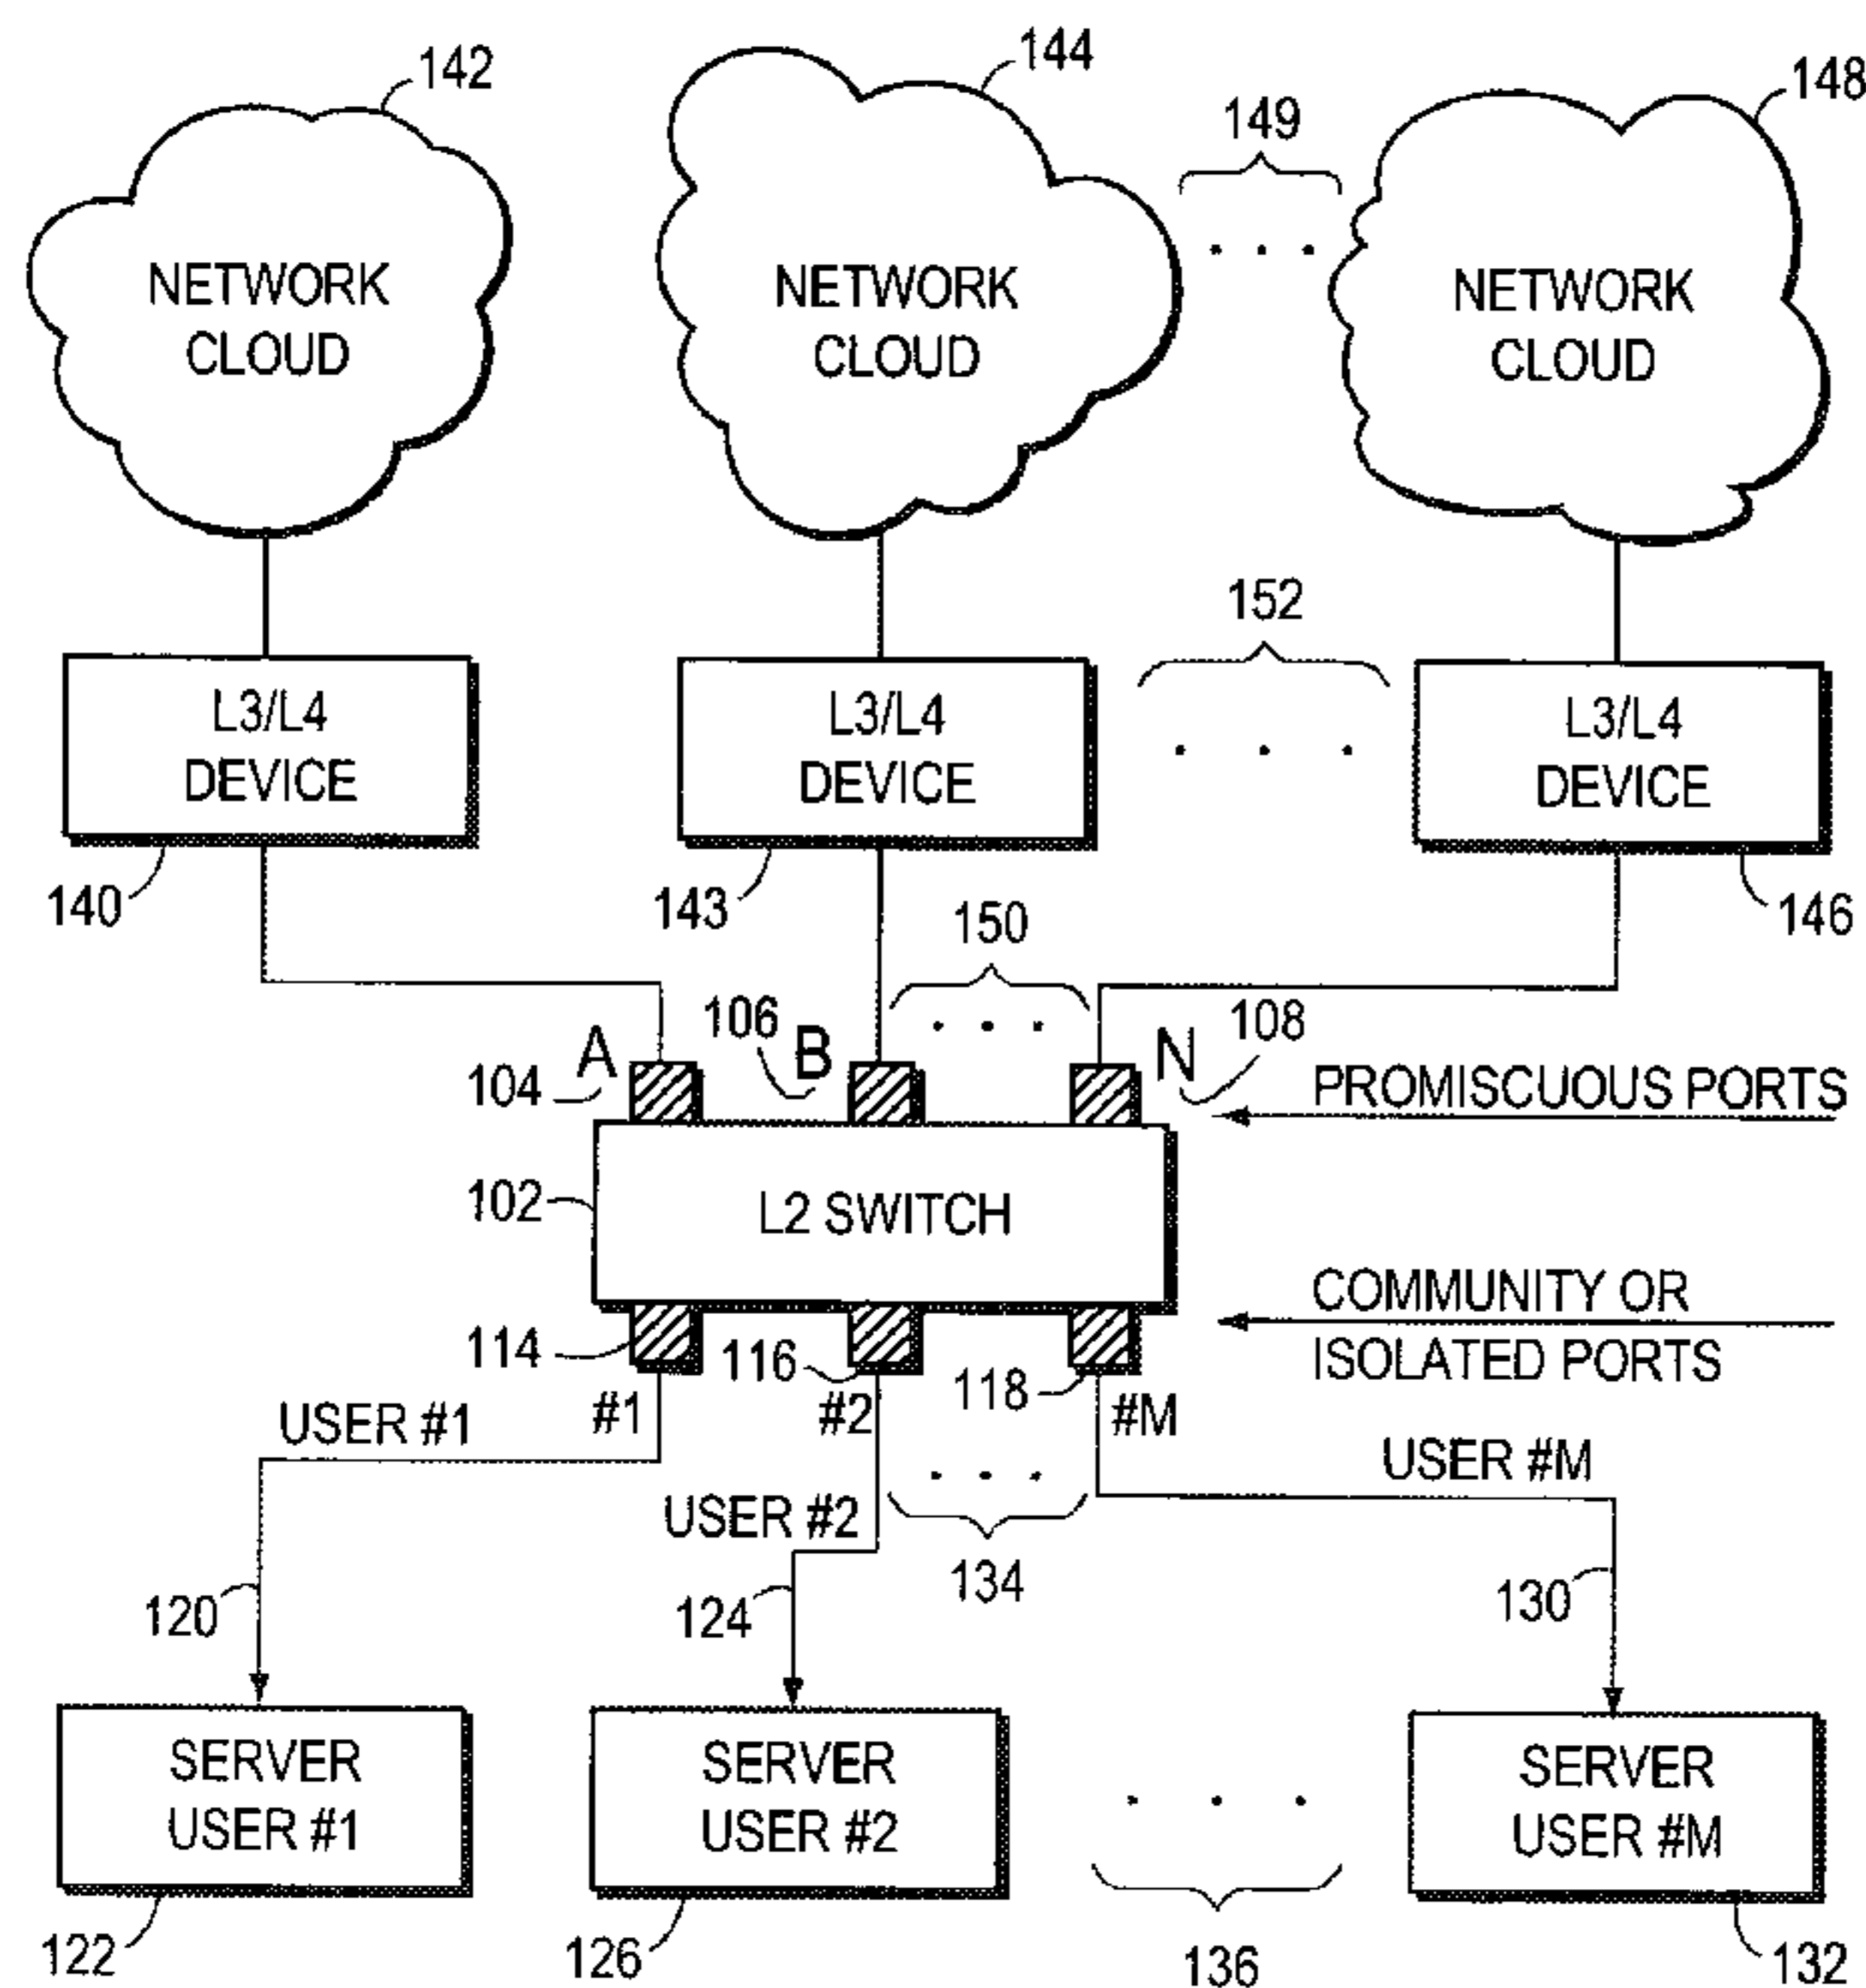 142
144
148
149
NETWORK
CLOUD
NETWORK
CLOUD
NETWORK
CLOUD
152
L3/L4
DEVICE
L3/L4
DEVICE
L3/L4
DEVICE
140
143
146
150
104
A
106
B
N
108
PROMISCUOUS PORTS
102
L2 SWITCH
COMMUNITY OR
ISOLATED PORTS
114
116
118
#1
#2
#M
USER #1
USER #2
USER #M
134
120
124
130
SERVER
USER #1
SERVER
USER #2
SERVER
USER #M
122
126
136
132